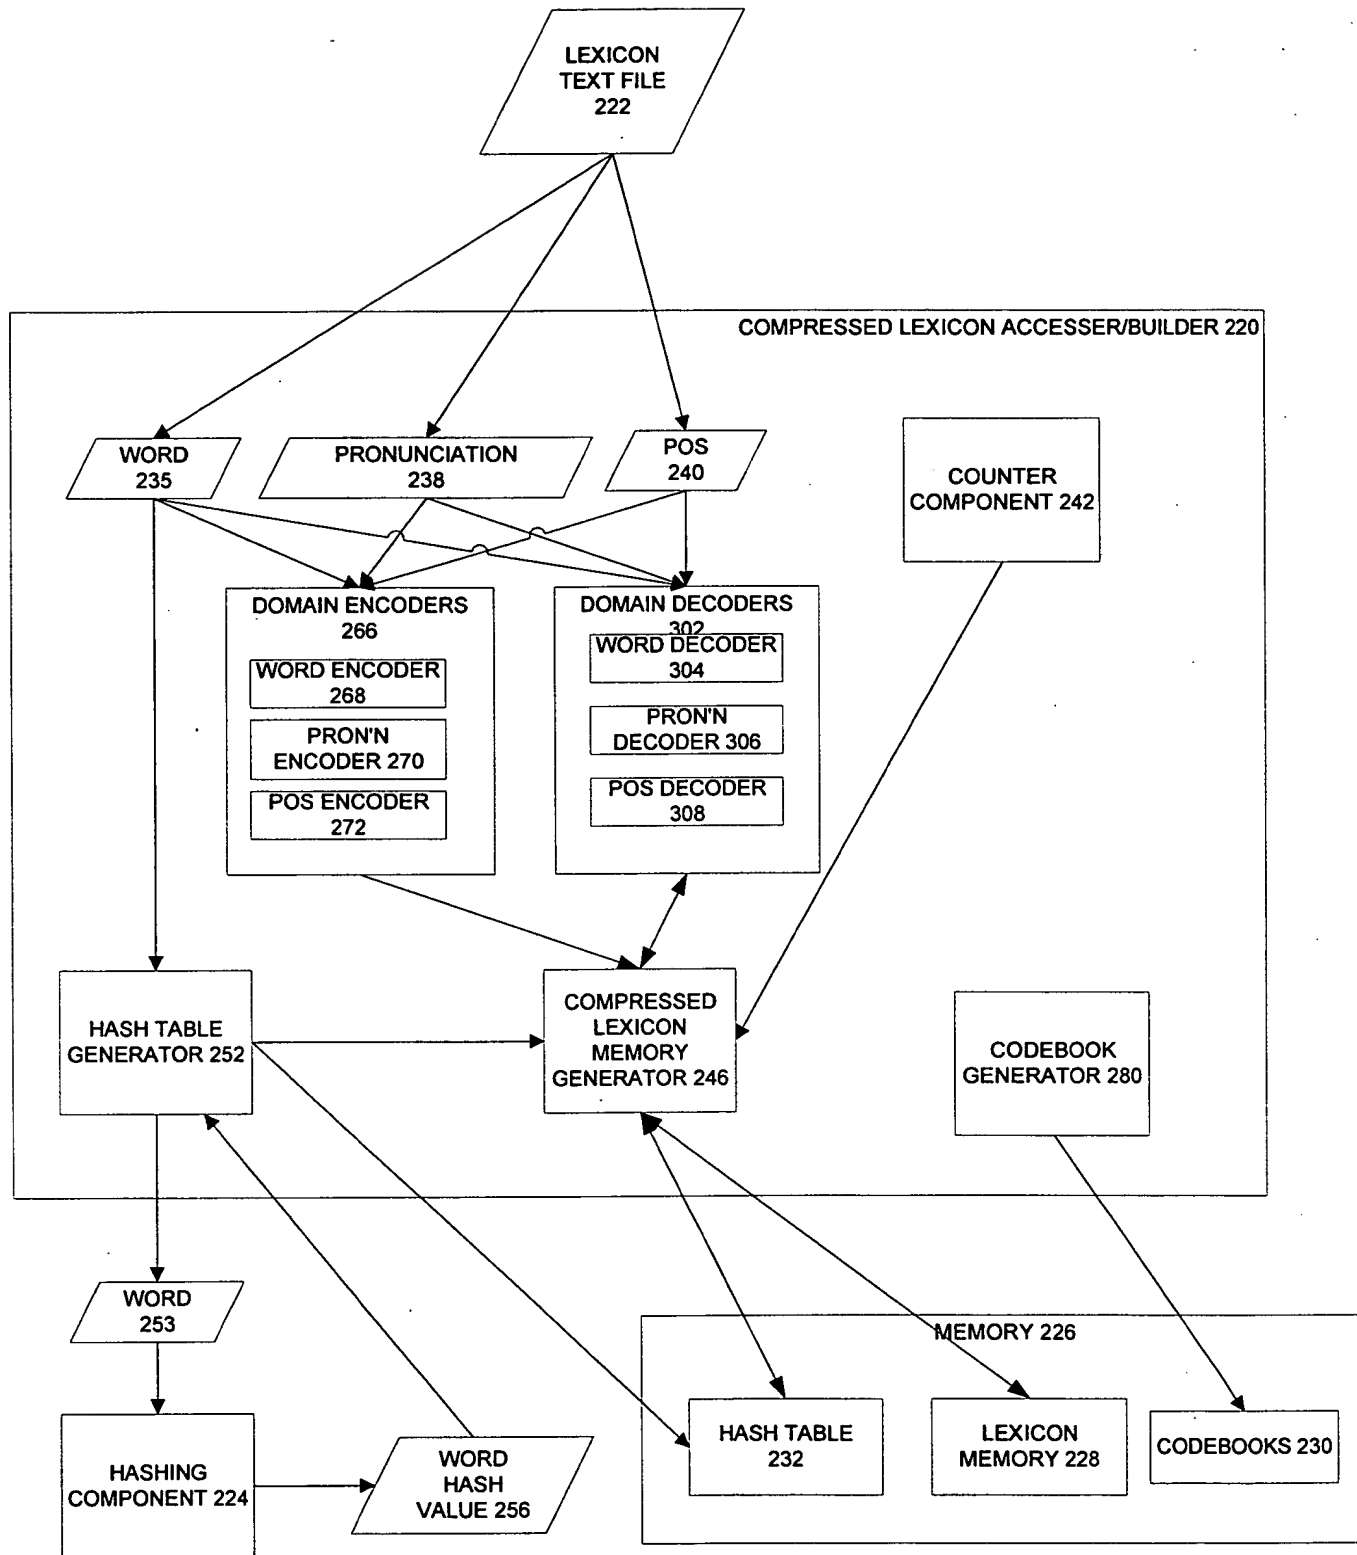 LEXICON
TEXT FILE
222
COMPRESSED LEXICON ACCESSER/BUILDER 220
WORD
235
PRONUNCIATION
238
POS
240
COUNTER
COMPONENT 242
DOMAIN ENCODERS
266
WORD ENCODER
268
PRON'N
ENCODER 270
POS ENCODER
272
DOMAIN DECODERS
302
WORD DECODER
304
PRON'N
DECODER 306
POS DECODER
308
HASH TABLE
GENERATOR 252
COMPRESSED
LEXICON
MEMORY
GENERATOR 246
CODEBOOK
GENERATOR 280
WORD
253
HASHING
COMPONENT 224
WORD
HASH
VALUE 256
MEMORY 226
HASH TABLE
232
LEXICON
MEMORY 228
CODEBOOKS 230